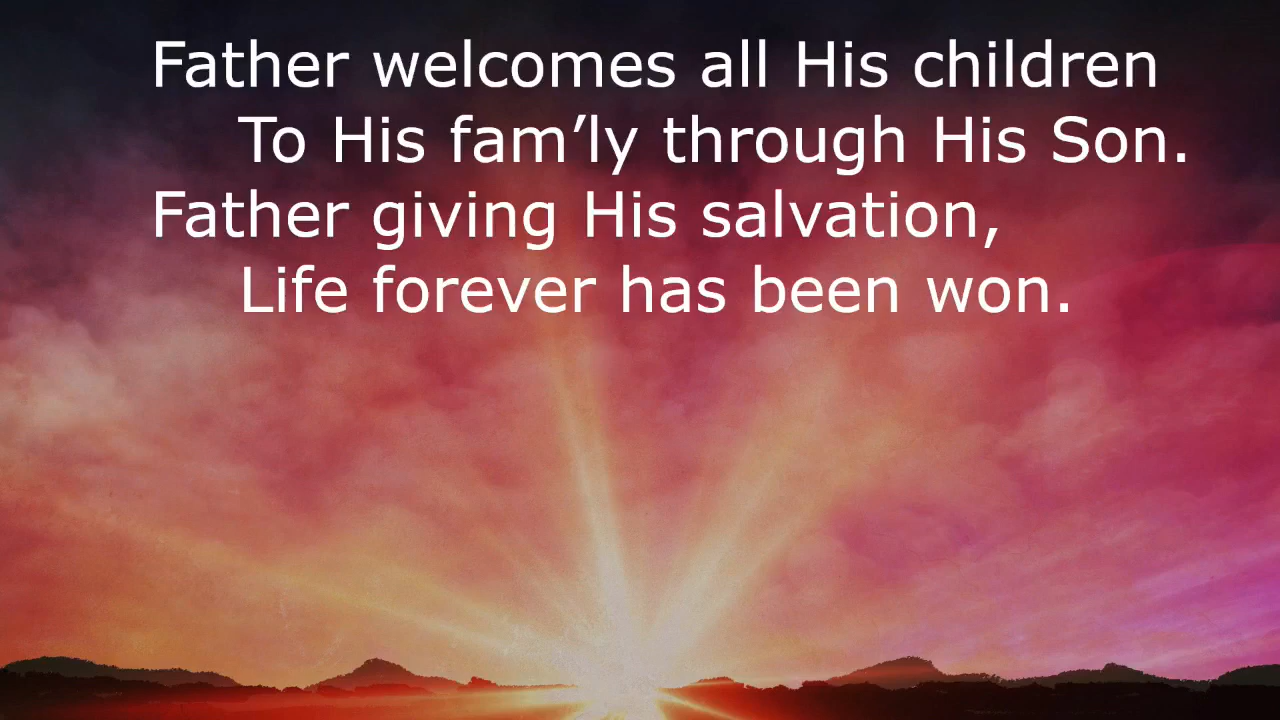 Father welcomes all His children
To His fam’ly through His Son.
Father giving His salvation,
Life forever has been won.